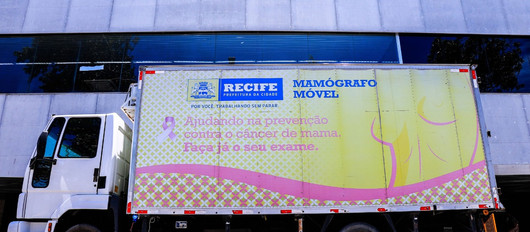 RECIFE
PREFEITURA DA CIDADE
POR VOCÊ, TRABALHANDO SEM PARAR.
MAMÓGRAFO
MÓVEL
Ajudando na prevenção
contra o câncer de mama.
Faça já o seu exame.